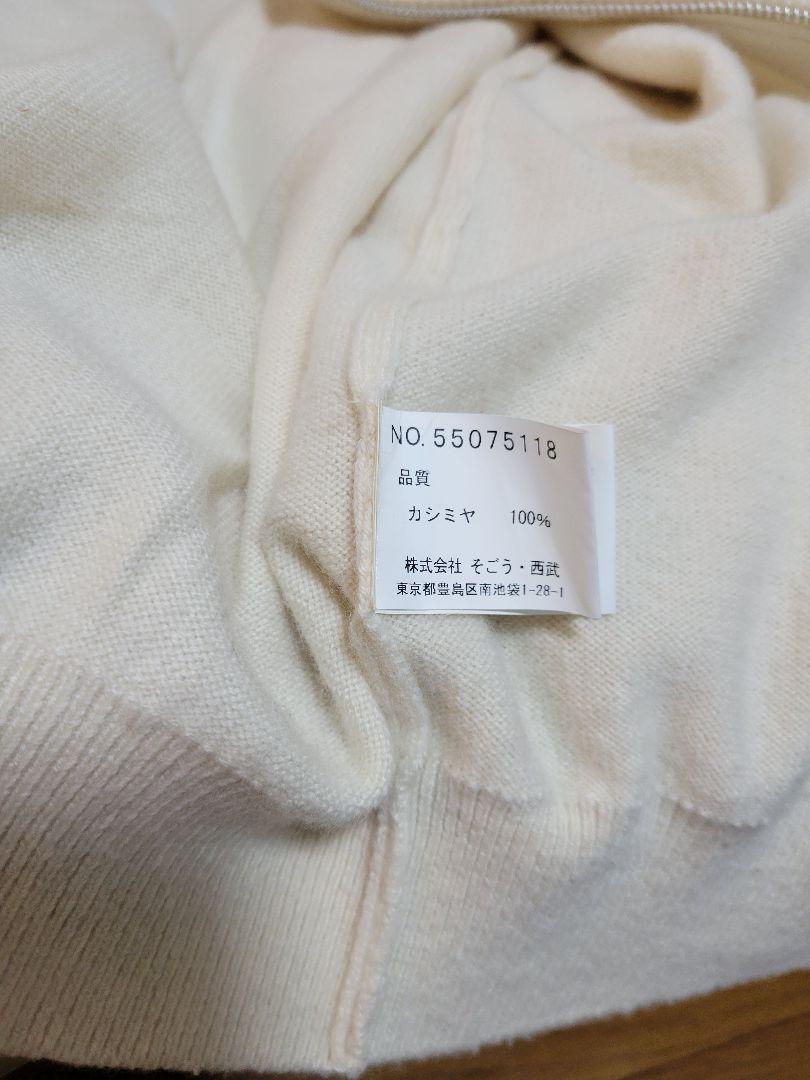 NO.55075118
品質
カシミヤ 100%
株式会社 そごう・西武
東京都豊島区南池袋1-28-1